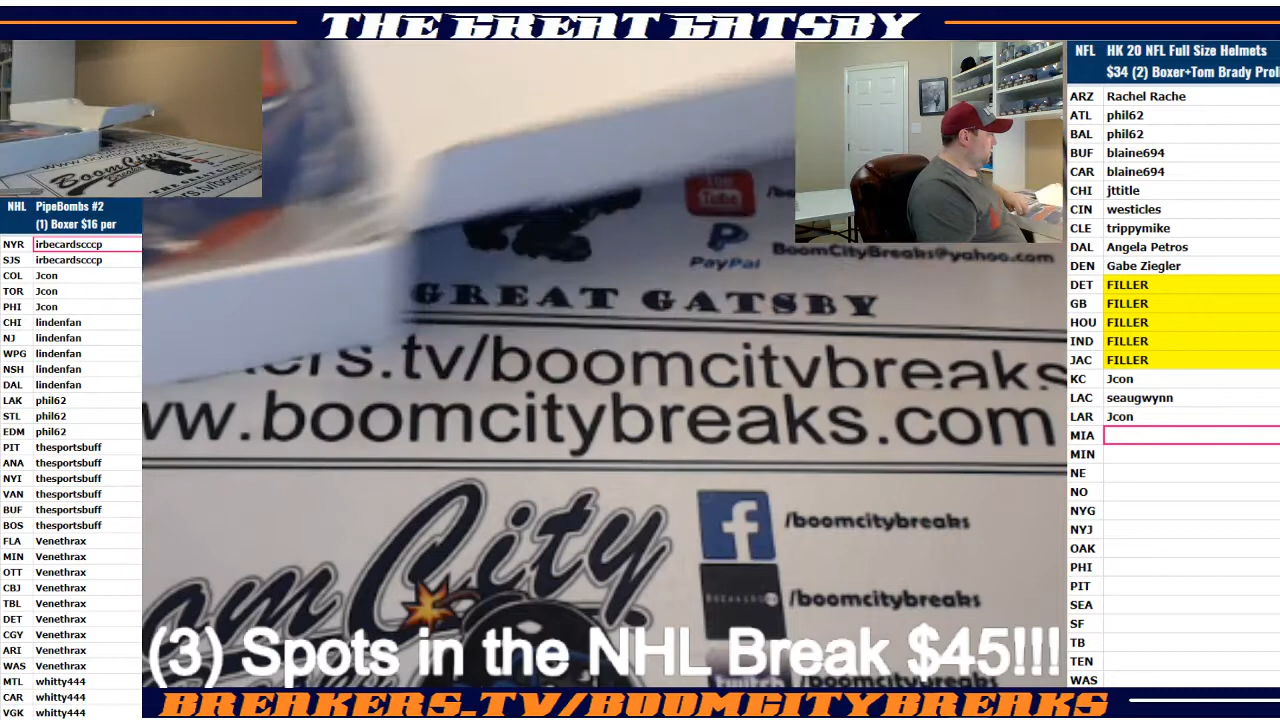 THE GREAT GATSBY
NHL PipeBombs #2
(1) Boxer $16 per
NYR irbecardscccp
SJS irbecardscccp
COL Jcon
TOR Jcon
PHI Jcon
CHI lindenfan
NJ lindenfan
WPG lindenfan
NSH lindenfan
DAL lindenfan
LAK phil62
STL phil62
EDM phil62
PIT thesportsbuff
ANA thesportsbuff
NYI thesportsbuff
VAN thesportsbuff
BUF thesportsbuff
BOS thesportsbuff
FLA Venethrax
MIN Venethrax
OTT Venethrax
CBJ Venethrax
TBL Venethrax
DET Venethrax
CGY Venethrax
ARI Venethrax
WAS Venethrax
MTL whitty444
CAR whitty444
VGK whitty444
BoomCity
You Tube
PayPal
BoomCityBreaks@yahoo.com
GREAT GATSBY
ers.tv/boomcitybreaks
ww.boomcitybreaks.com
om City
/boomcitybreaks
/boomcitybreaks
/boomcitybreaks
(3) Spots in the NHL Break $45!!!
BREAKERS.TV/BOOMCITYBREAKS
NFL HK 20 NFL Full Size Helmets
$34 (2) Boxer+Tom Brady Proli
ARZ Rachel Rache
ATL phil62
BAL phil62
BUF blaine694
CAR blaine694
CHI jttitle
CIN westicles
CLE trippymike
DAL Angela Petros
DEN Gabe Ziegler
DET FILLER
GB FILLER
HOU FILLER
IND FILLER
JAC FILLER
KC Jcon
LAC seaugwynn
LAR Jcon
MIA
MIN
NE
NO
NYG
NYJ
OAK
PHI
PIT
SEA
SF
TB
TEN
WAS